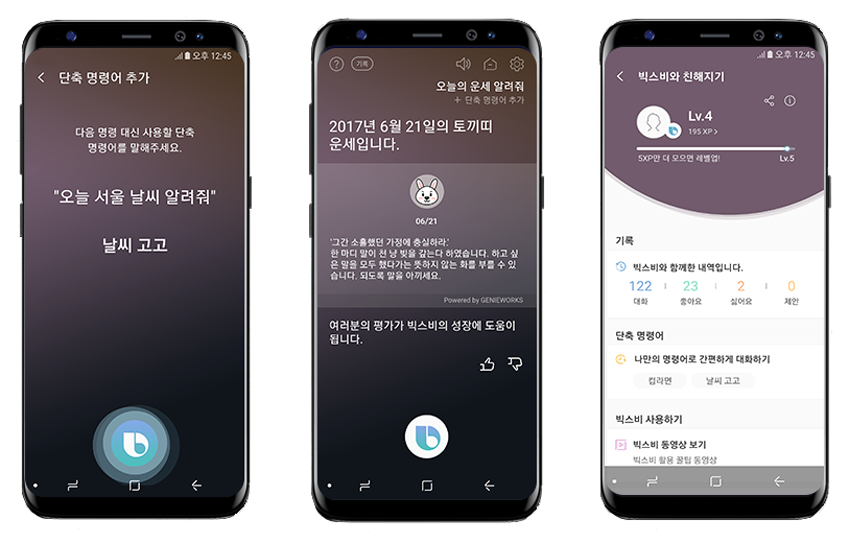 오후 12:45
단축 명령어 추가
다음 명령 대신 사용할 단축
명령어를 말해주세요.
"오늘 서울 날씨 알려줘"
날씨 고고
오후 12:45
? 기록
오늘의 운세 알려줘
+ 단축 명령어 추가
2017년 6월 21일의 토끼띠
운세입니다.
06/21
'그간 소홀했던 가정에 충실하라.'
한 마디 말이 천 냥 빚을 갚는다 하였습니다. 하고 싶
은 말을 모두 했다가는 뜻하지 않는 화를 부를 수 있
습니다. 되도록 말을 아끼세요.
Powered by GENIEWORKS
여러분의 평가가 빅스비의 성장에 도움이
됩니다.
오후 12:45
빅스비와 친해지기
Lv.4
195 XP >
5XP만 더 모으면 레벨업!
Lv.5
기록
빅스비와 함께한 내역입니다.
122 23 2 0
대화 좋아요 싫어요 제안
단축 명령어
나만의 명령어로 간편하게 대화하기
컵라면 날씨 고고
빅스비 사용하기
빅스비 동영상 보기
빅스비 활용 꿀팁 동영상